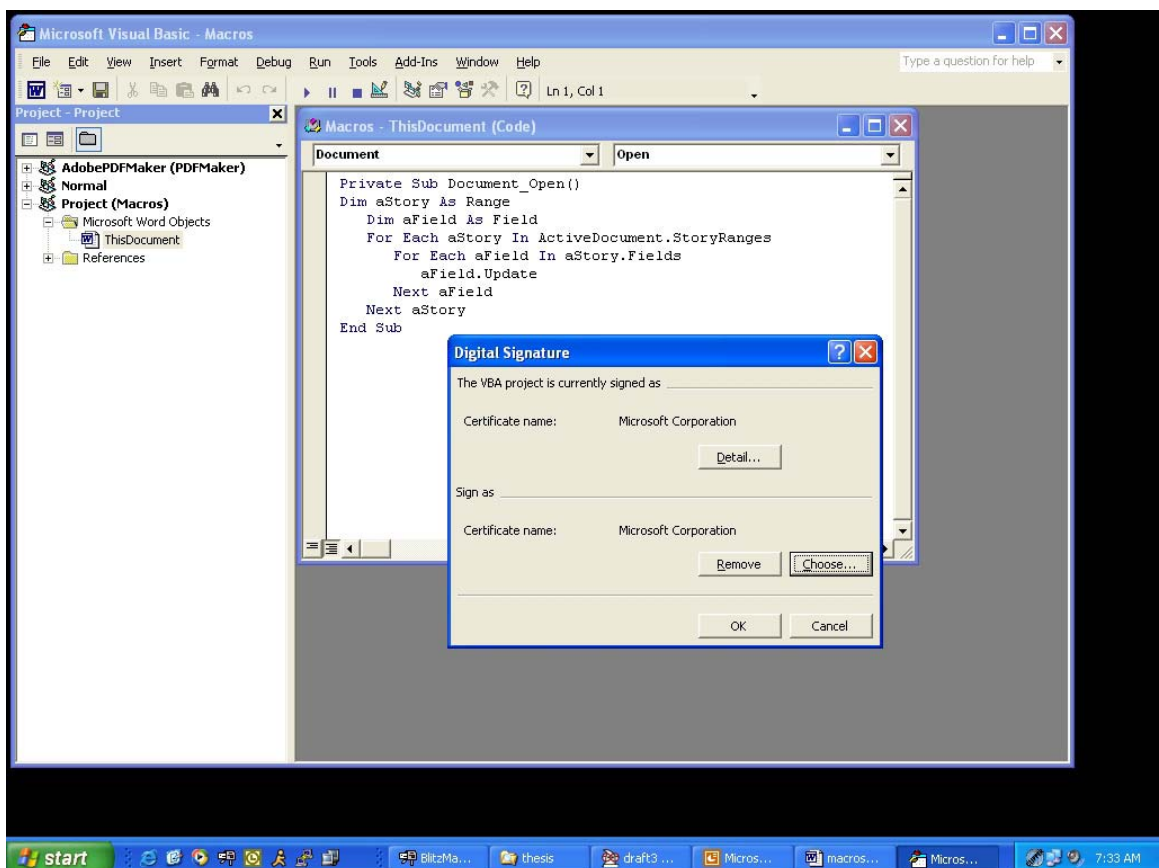 Microsoft Visual Basic - Macros
File Edit View Insert Format Debug Run Tools Add-Ins Window Help
Type a question for help
Ln 1, Col 1
Project - Project
AdobePDFMaker (PDFMaker)
Normal
Project (Macros)
Microsoft Word Objects
ThisDocument
References
Macros - ThisDocument (Code)
Document
Open
Private Sub Document_Open()
Dim aStory As Range
Dim aField As Field
For Each aStory In ActiveDocument.StoryRanges
For Each aField In aStory.Fields
aField.Update
Next aField
Next aStory
End Sub
Digital Signature
The VBA project is currently signed as
Certificate name: Microsoft Corporation
Detail...
Sign as
Certificate name: Microsoft Corporation
Remove Choose...
OK Cancel
start BlitzMa... thesis draft3 ... Micros... macros... Micros... 7:33 AM